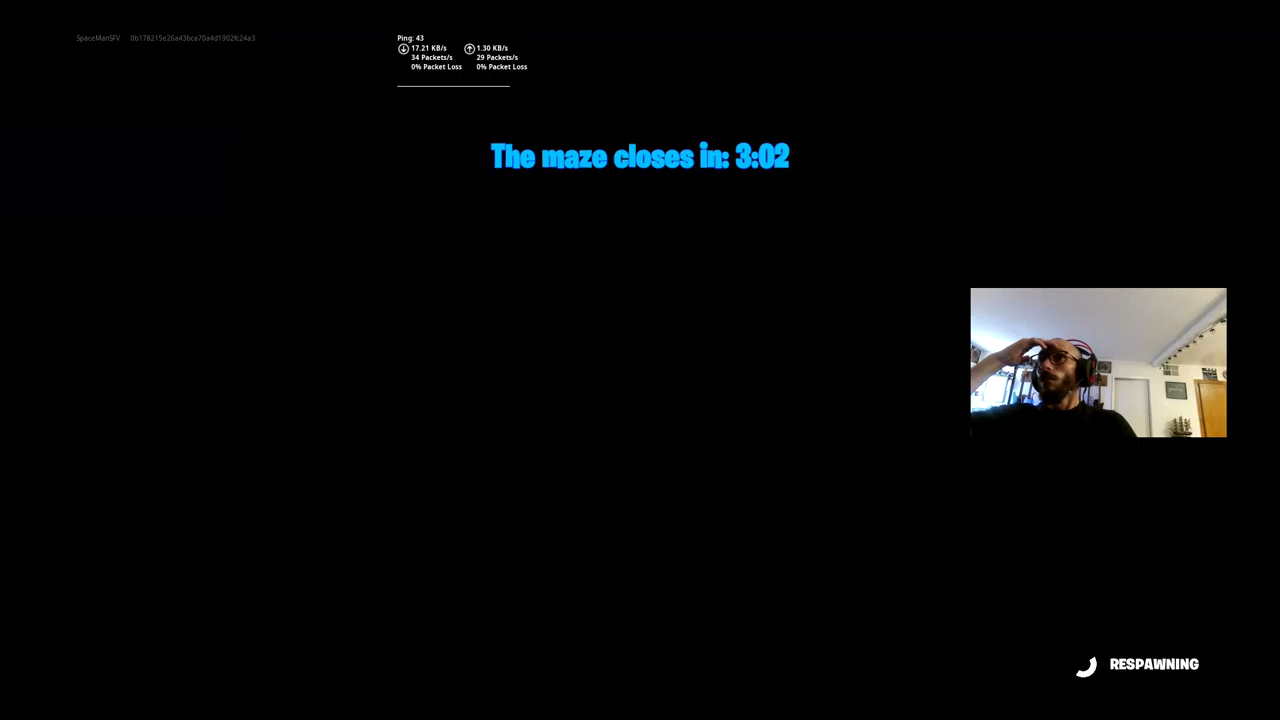 SpaceManSFV 0b178215e26a43bca70a4d1902fc24a3
Ping: 43
17.21 KB/s 1.30 KB/s
34 Packets/s 29 Packets/s
0% Packet Loss 0% Packet Loss
The maze closes in: 3:02
RESPAWNING